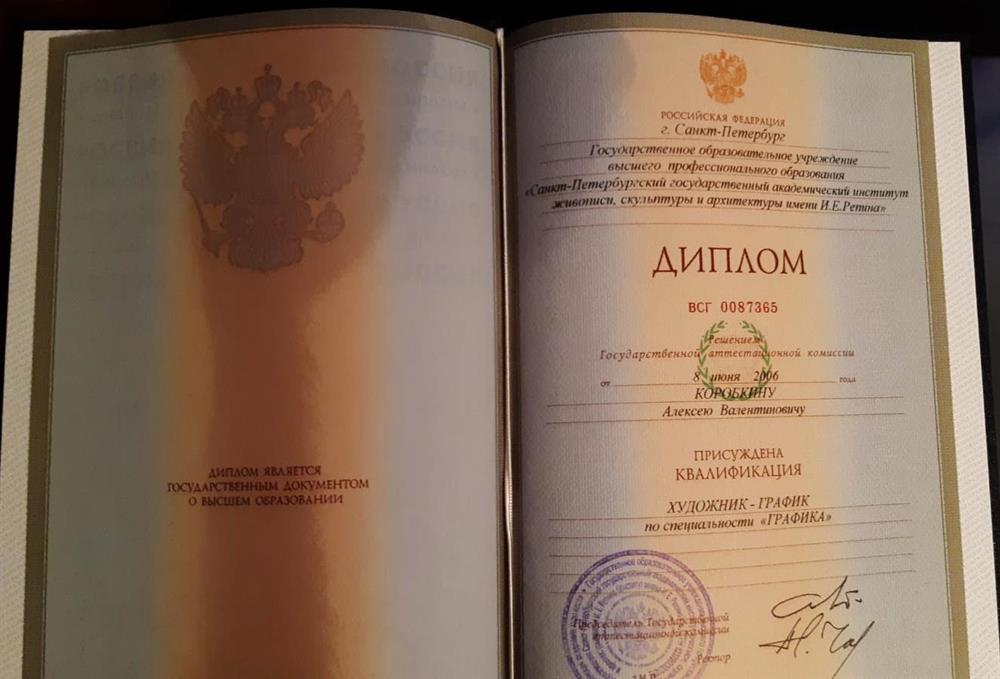 ДИПЛОМ ЯВЛЯЕТСЯ
ГОСУДАРСТВЕННЫМ ДОКУМЕНТОМ
О ВЫСШЕМ ОБРАЗОВАНИИ
РОССИЙСКАЯ ФЕДЕРАЦИЯ
г. Санкт-Петербург
Государственное образовательное учреждение
высшего профессионального образования
«Санкт-Петербургский государственный академический институт
живописи, скульптуры и архитектуры имени И.Е.Репина»
ДИПЛОМ
ВСГ 0087365
Решением
Государственной аттестационной комиссии
от 8 июня 2006 года
КОРОБКИНУ
Алексею Валентиновичу
ПРИСУЖДЕНА
КВАЛИФИКАЦИЯ
ХУДОЖНИК - ГРАФИК
по специальности «ГРАФИКА»
Председатель Государственной
аттестационной комиссии
Ректор